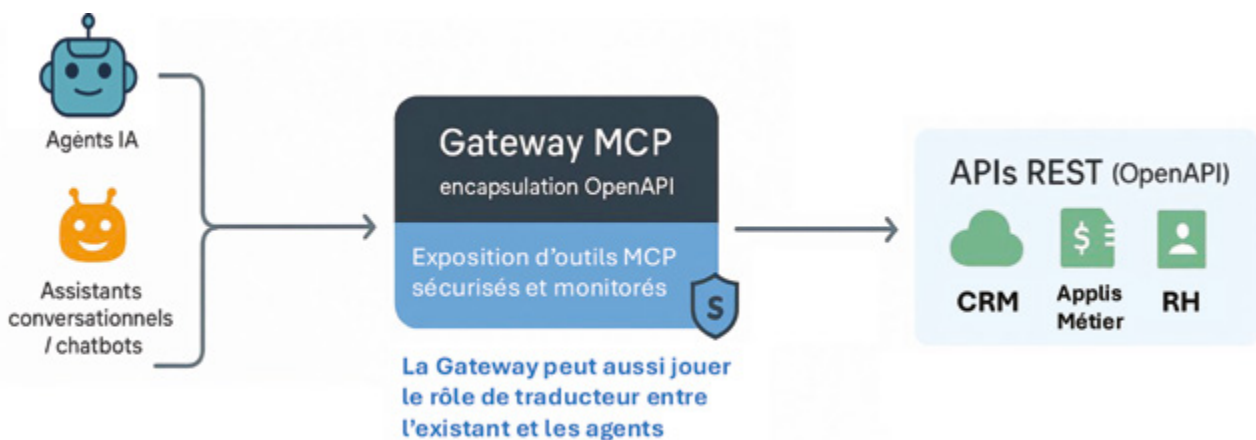 Agents IA
Assistants
conversationnels
/ chatbots
Gateway MCP
encapsulation OpenAPI
Exposition d'outils MCP
sécurisés et monitorés
S
La Gateway peut aussi jouer
le rôle de traducteur entre
l'existant et les agents
APIs REST (OpenAPI)
$
CRM
Applis
Métier
RH